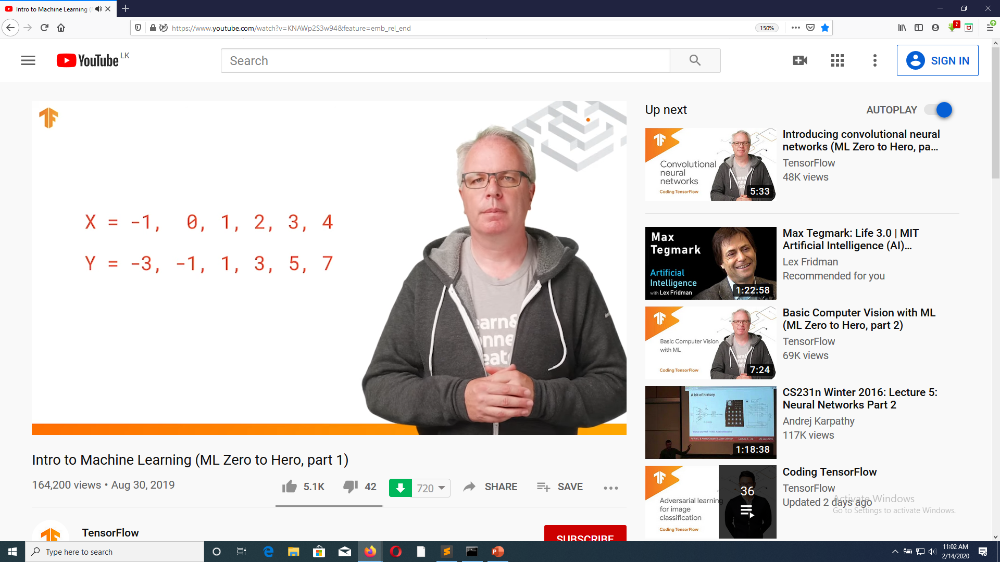 Intro to Machine Learning (
https://www.youtube.com/watch?v=KNAWp2S3w94&feature=emb_rel_end
150%
YouTube LK
Search
SIGN IN
X = -1, 0, 1, 2, 3, 4
Y = -3, -1, 1, 3, 5, 7
Intro to Machine Learning (ML Zero to Hero, part 1)
164,200 views • Aug 30, 2019
5.1K
42
720
SHARE
SAVE
TensorFlow
SUBSCRIBE
Up next
AUTOPLAY
Convolutional
neural
networks
Coding TensorFlow
5:33
Introducing convolutional neural
networks (ML Zero to Hero, pa...
TensorFlow
48K views
Max
Tegmark
Artificial
Intelligence
with Lex Fridman
1:22:58
Max Tegmark: Life 3.0 | MIT
Artificial Intelligence (AI)...
Lex Fridman
Recommended for you
Basic Computer Vision
with ML
Coding TensorFlow
7:24
Basic Computer Vision with ML
(ML Zero to Hero, part 2)
TensorFlow
69K views
A bit of history
1:18:38
CS231n Winter 2016: Lecture 5:
Neural Networks Part 2
Andrej Karpathy
117K views
Adversarial learning
for image
classification
Coding TensorFlow
36
Coding TensorFlow
TensorFlow
Updated 2 days ago
Activate Windows
Go to Settings to activate Windows.
Type here to search
11:02 AM
2/14/2020